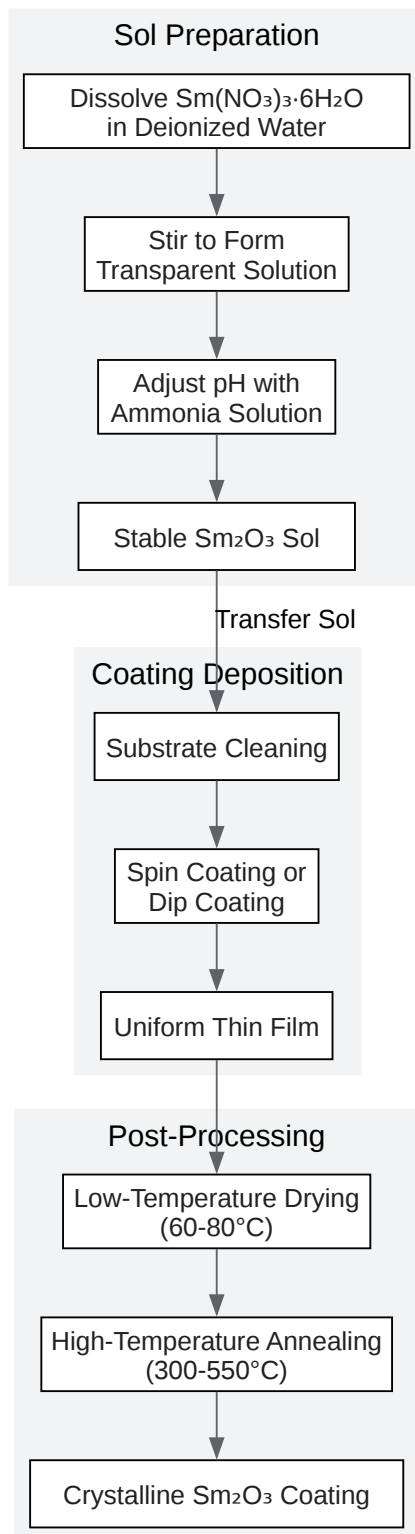 Sol Preparation
Dissolve Sm(NO₃)₃·6H₂O
in Deionized Water
Stir to Form
Transparent Solution
Adjust pH with
Ammonia Solution
Stable Sm₂O₃ Sol
Transfer Sol
Coating Deposition
Substrate Cleaning
Spin Coating or
Dip Coating
Uniform Thin Film
Post-Processing
Low-Temperature Drying
(60-80°C)
High-Temperature Annealing
(300-550°C)
Crystalline Sm₂O₃ Coating